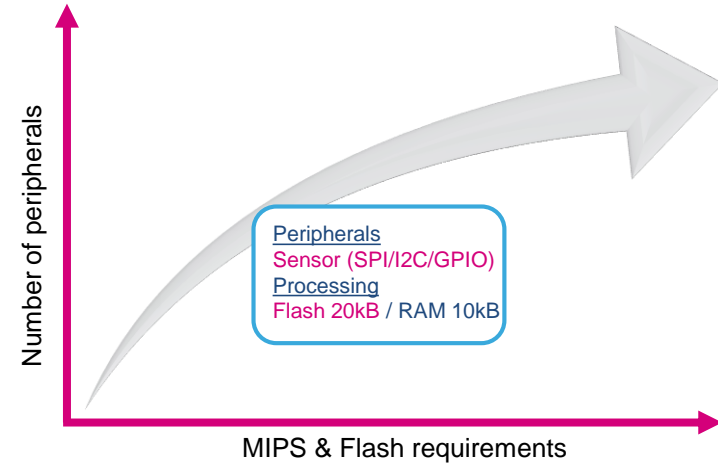 Number of peripherals
Peripherals
Sensor (SPI/I2C/GPIO)
Processing
Flash 20kB / RAM 10kB
MIPS & Flash requirements